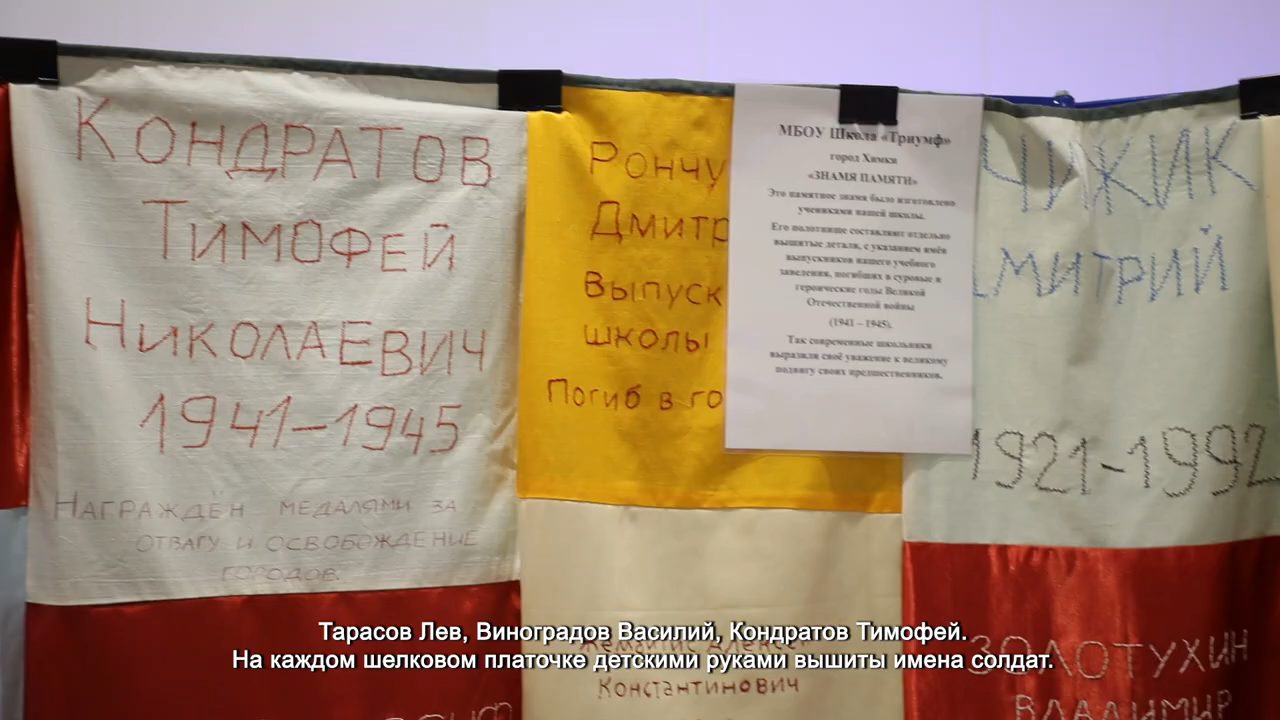 КОНДРАТОВ
ТИМОФЕЙ
НИКОЛАЕВИЧ
1941-1945
НАГРАЖДЁН МЕДАЛЯМИ ЗА
ОТВАГУ И ОСВОБОЖДЕНИЕ
ГОРОДОВ.
Рончу
Дмитр
Выпуск
школы
Погиб в го
МБОУ Школа «Триумф»
город Химки
«ЗНАМЯ ПАМЯТИ»
Это памятное знамя было изготовлено
учениками нашей школы.
Его полотнище составляют отдельно
вышитые детали, с указанием имён
выпускников нашего учебного
заведения, погибших в суровые и
героические годы Великой
Отечественной войны
(1941 – 1945).
Так современные школьники
выразили своё уважение к великому
подвигу своих предшественников.
ЧИЖИК
ДМИТРИЙ
1921-1992
Константинович
ЗОЛОТУХИН
ВЛАДИМИР
Тарасов Лев, Виноградов Василий, Кондратов Тимофей.
На каждом шелковом платочке детскими руками вышиты имена солдат.